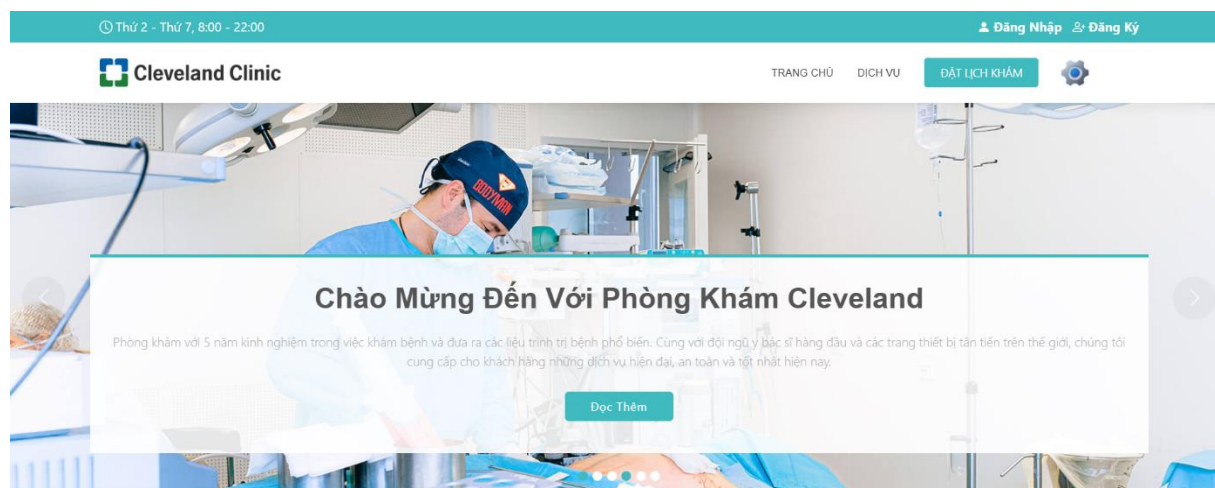 Thứ 2 - Thứ 7, 8:00 - 22:00
Đăng Nhập
Đăng Ký
Cleveland Clinic
TRANG CHỦ
DỊCH VỤ
ĐẶT LỊCH KHÁM
BODYMAN
Chào Mừng Đến Với Phòng Khám Cleveland
Phòng khám với 5 năm kinh nghiệm trong việc khám bệnh và đưa ra các liệu trình trị bệnh phổ biến. Cùng với đội ngũ y bác sĩ hàng đầu và các trang thiết bị tân tiến trên thế giới, chúng tôi
cung cấp cho khách hàng những dịch vụ hiện đại, an toàn và tốt nhất hiện nay.
Đọc Thêm